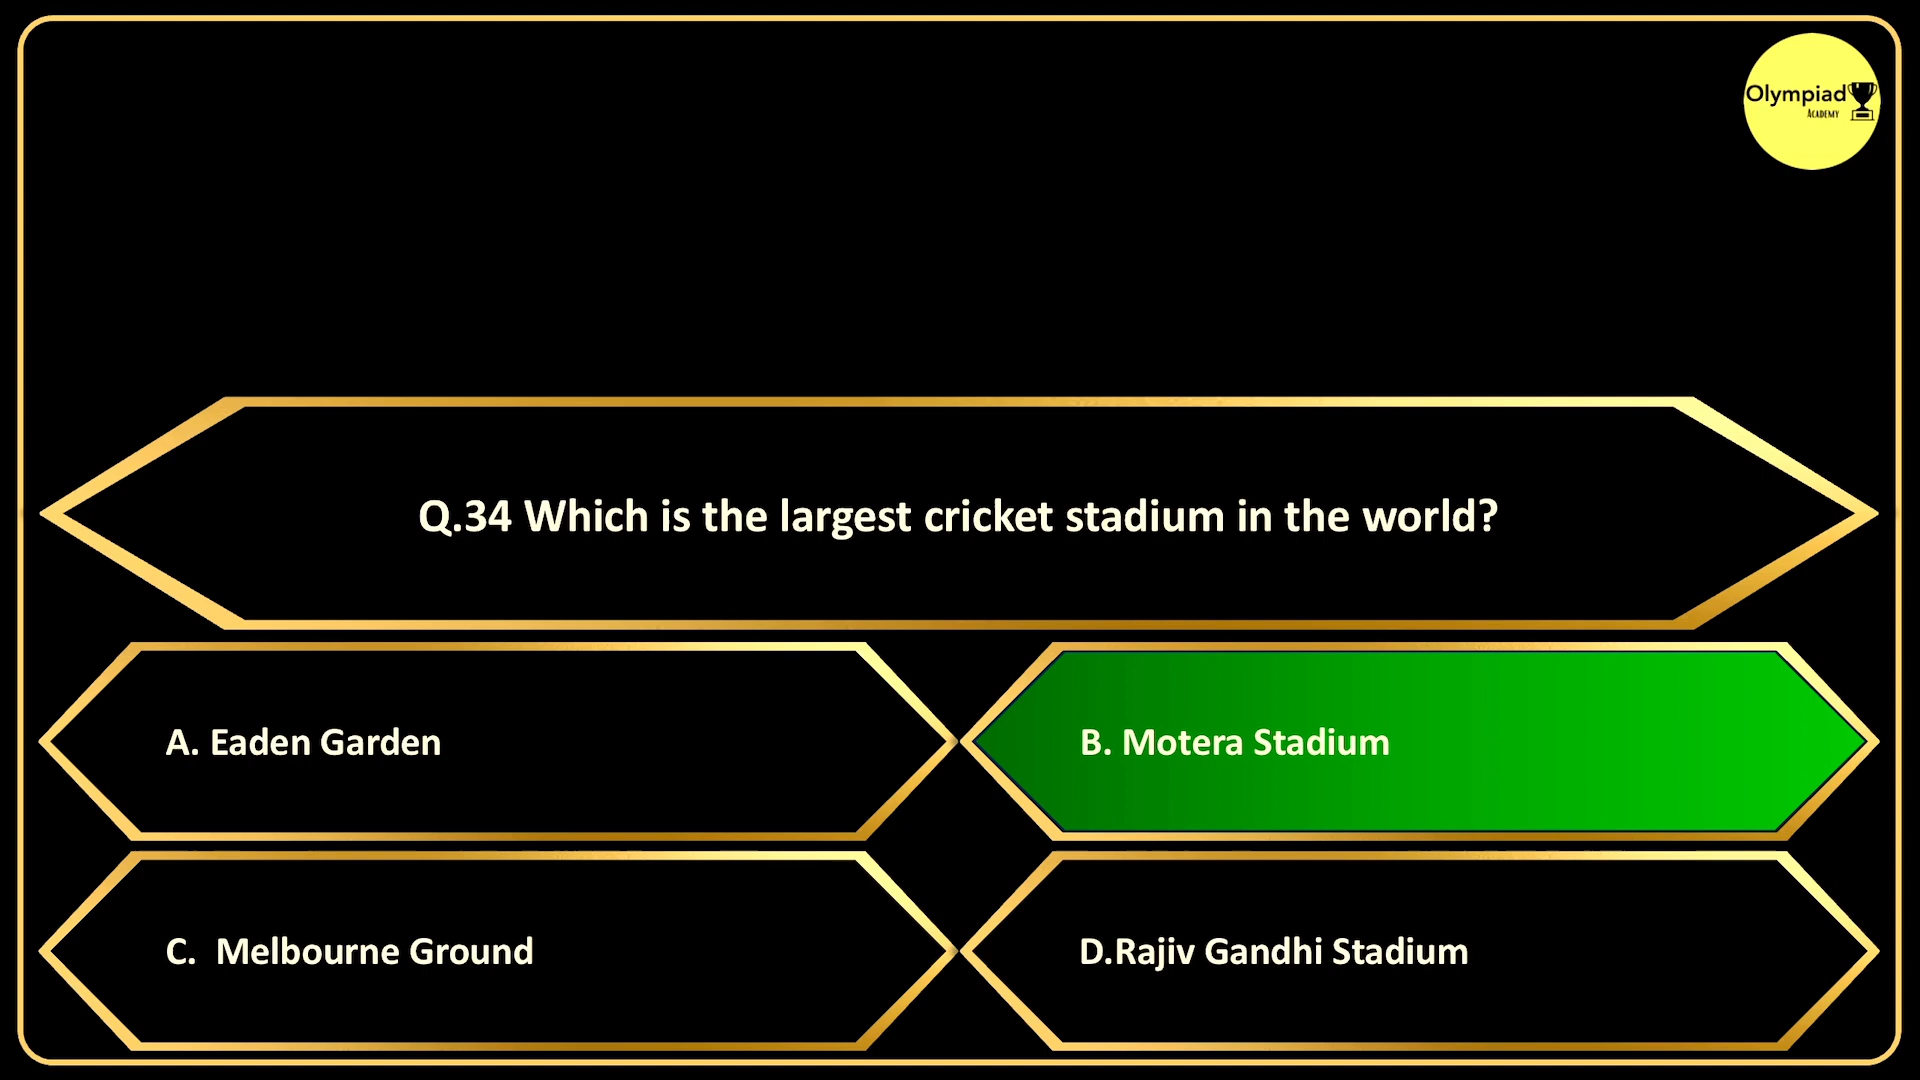 Olympiad
Academy
Q.34 Which is the largest cricket stadium in the world?
A. Eaden Garden
B. Motera Stadium
C. Melbourne Ground
D.Rajiv Gandhi Stadium